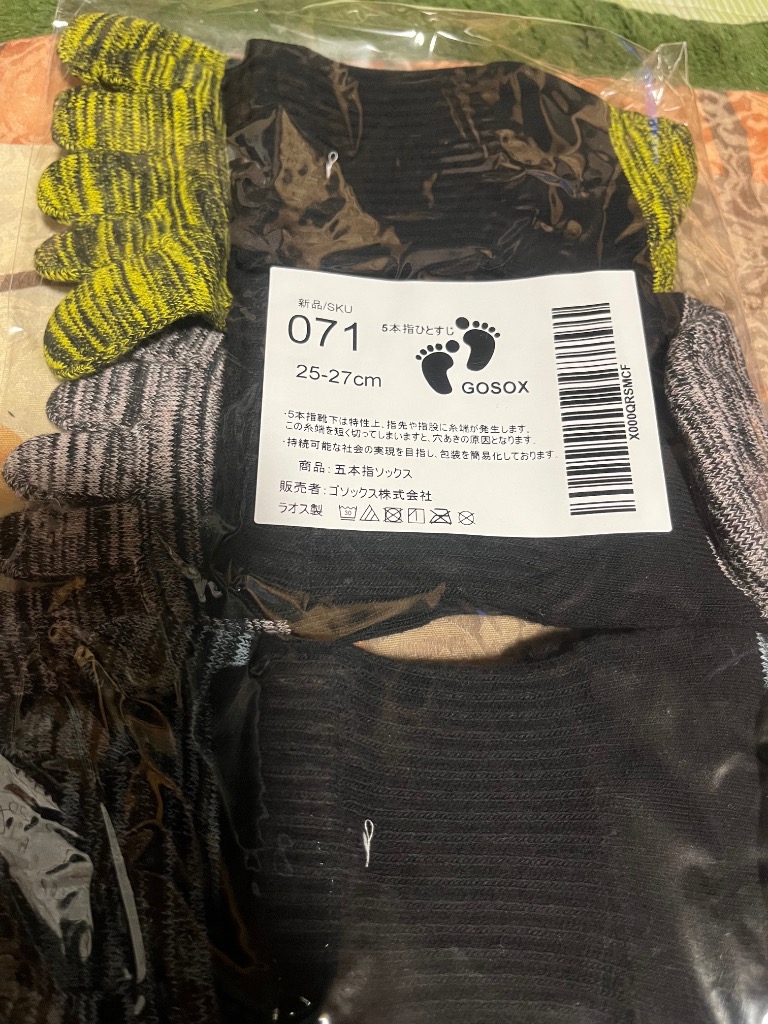 新品/SKU
071
5本指ひとすじ
GOSOX
25-27cm
・5本指靴下は特性上、指先や指股に糸端が発生します。
この糸端を短く切ってしまいますと、穴あきの原因となります。
・持続可能な社会の実現を目指し、包装を簡易化しております。
商品：五本指ソックス
販売者：ゴソックス株式会社
ラオス製
30
X000QRSMCF